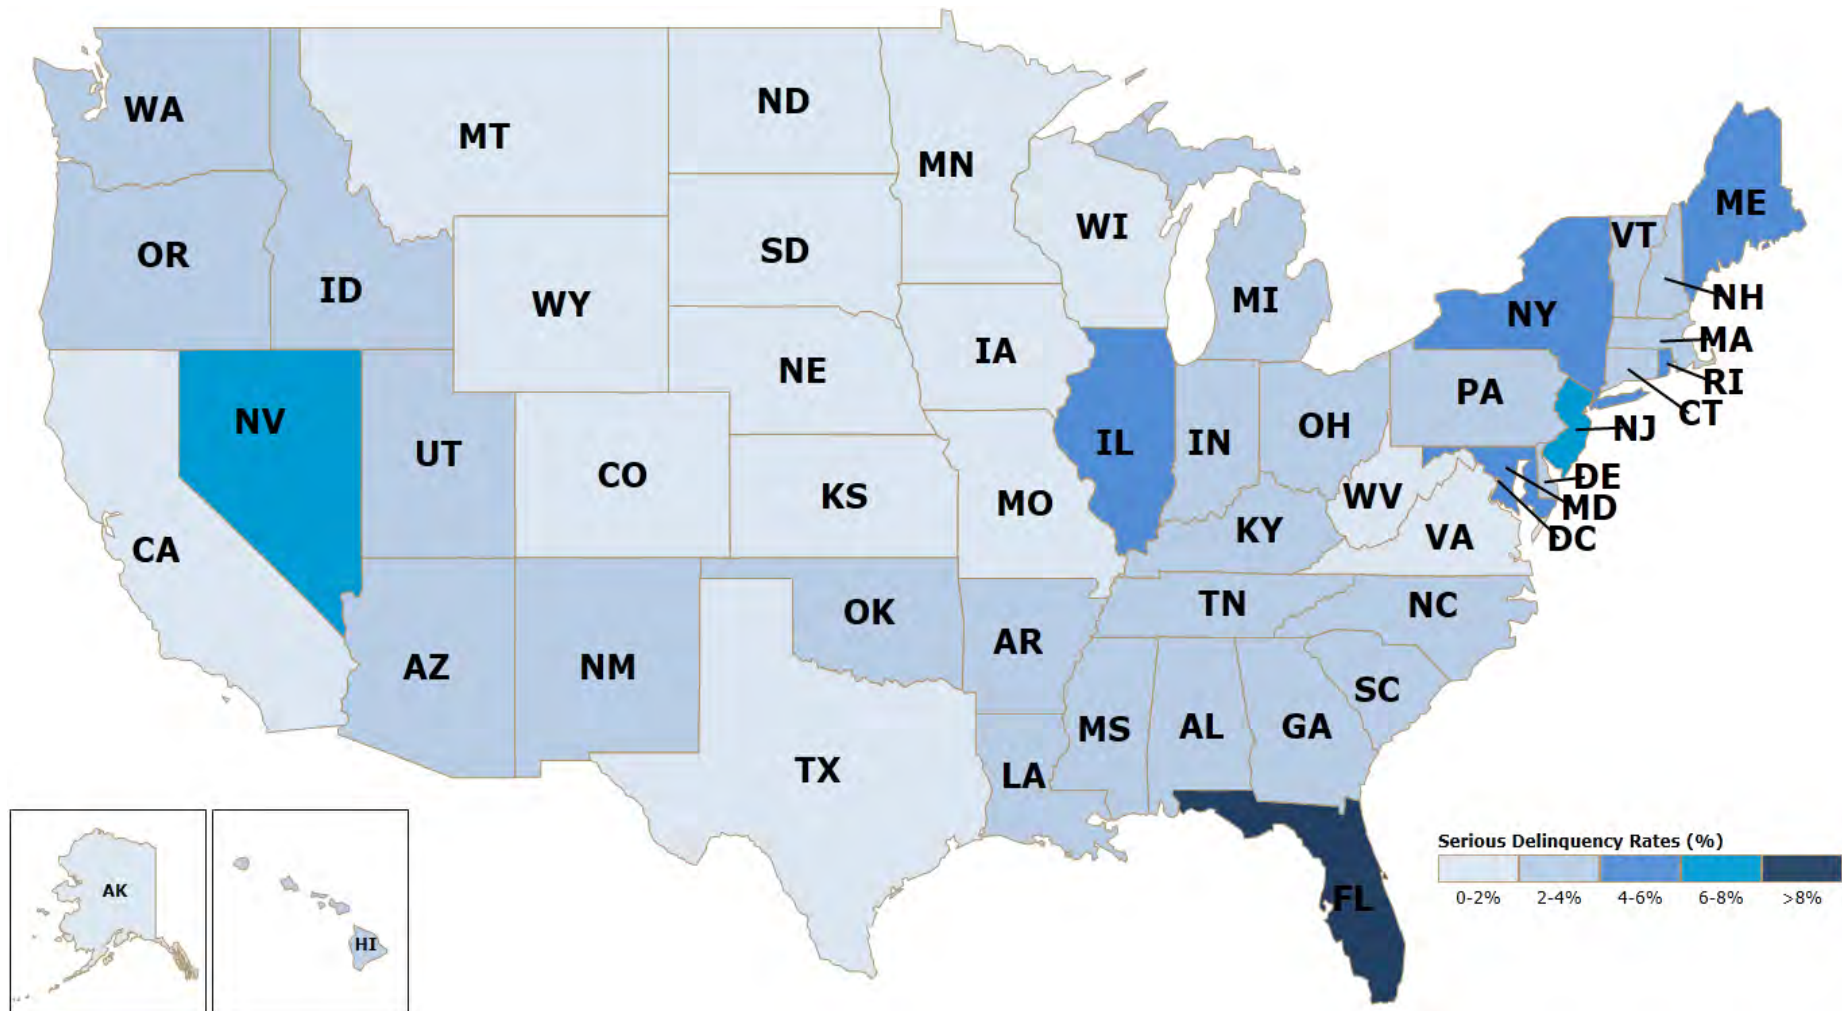 WA
MT
ND
MN
OR
ID
WY
SD
WI
MI
ME
VT
NH
NY
MA
RI
CT
NV
UT
CO
NE
IA
IL
IN
OH
PA
NJ
CA
KS
MO
KY
WV
VA
DE
MD
DC
AZ
NM
OK
AR
TN
NC
TX
LA
MS
AL
GA
SC
FL
AK
HI
Serious Delinquency Rates (%)
0-2% 2-4% 4-6% 6-8% >8%